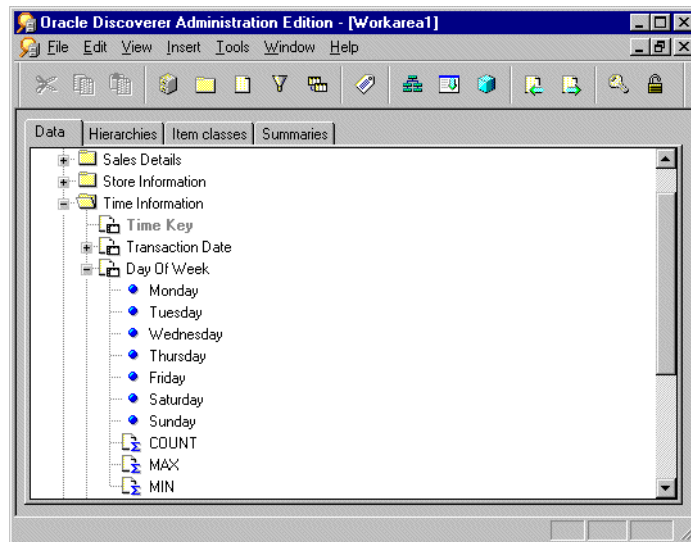 Oracle Discoverer Administration Edition - [Workarea1]
File Edit View Insert Tools Window Help
Data Hierarchies Item classes Summaries
Sales Details
Store Information
Time Information
Time Key
Transaction Date
Day Of Week
Monday
Tuesday
Wednesday
Thursday
Friday
Saturday
Sunday
COUNT
MAX
MIN